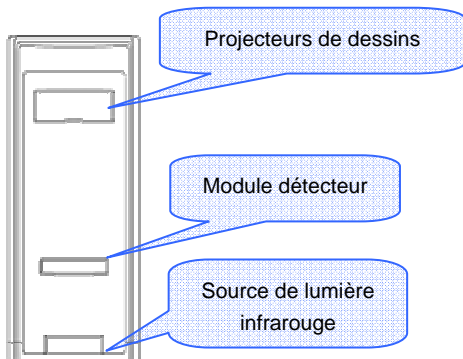 Projecteurs de dessins
Module détecteur
Source de lumière
infrarouge